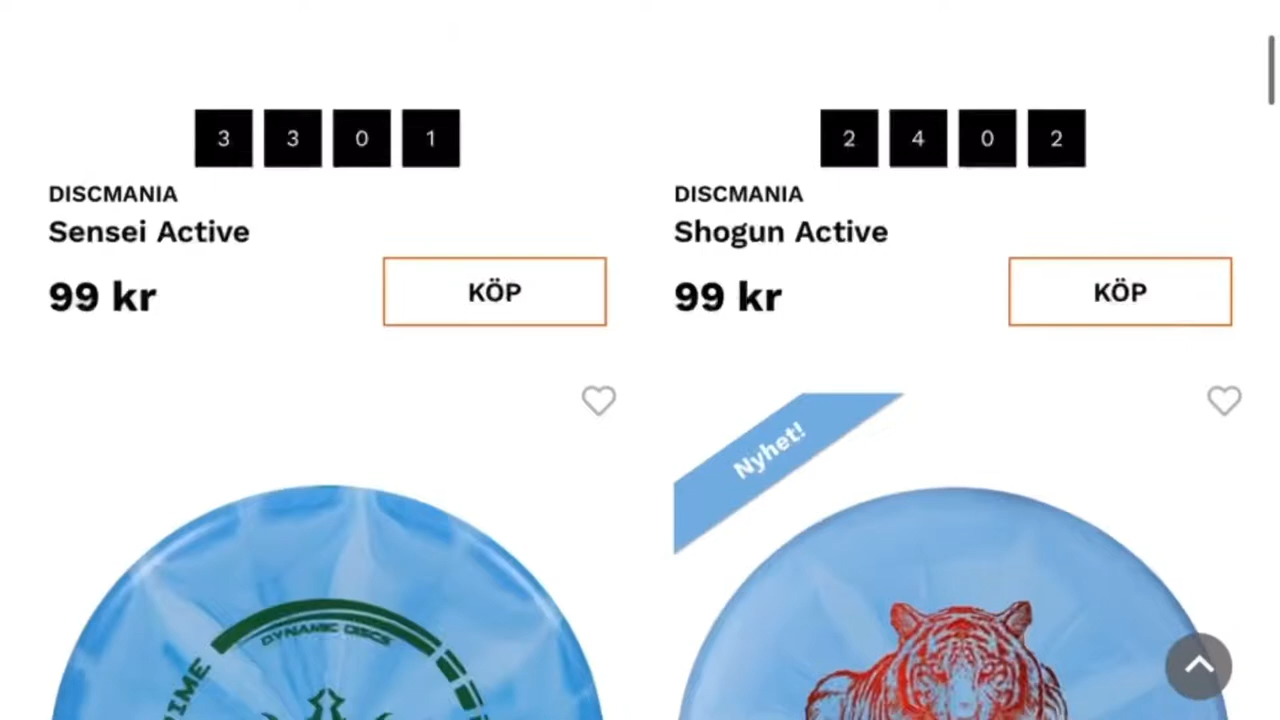 3 3 0 1
DISCMANIA
Sensei Active
99 kr
KÖP
2 4 0 2
DISCMANIA
Shogun Active
99 kr
KÖP
DYNAMIC DISCS
Nyhet!